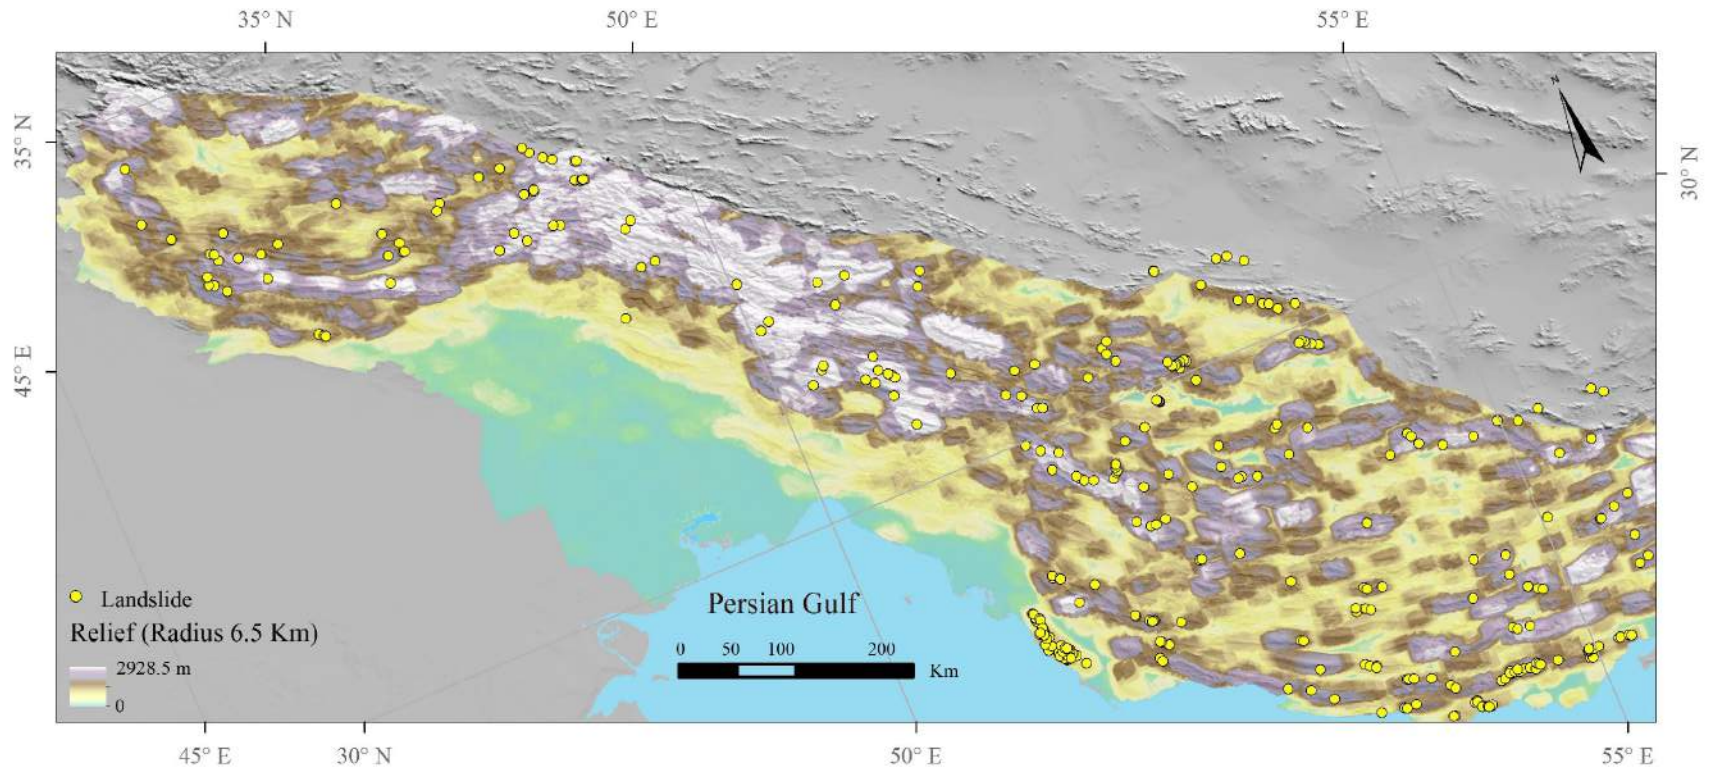 35° N
50° E
55° E
35° N
45° E
30° N
N
Persian Gulf
Landslide
Relief (Radius 6.5 Km)
2928.5 m
0
0 50 100 200
Km
45° E
30° N
50° E
55° E